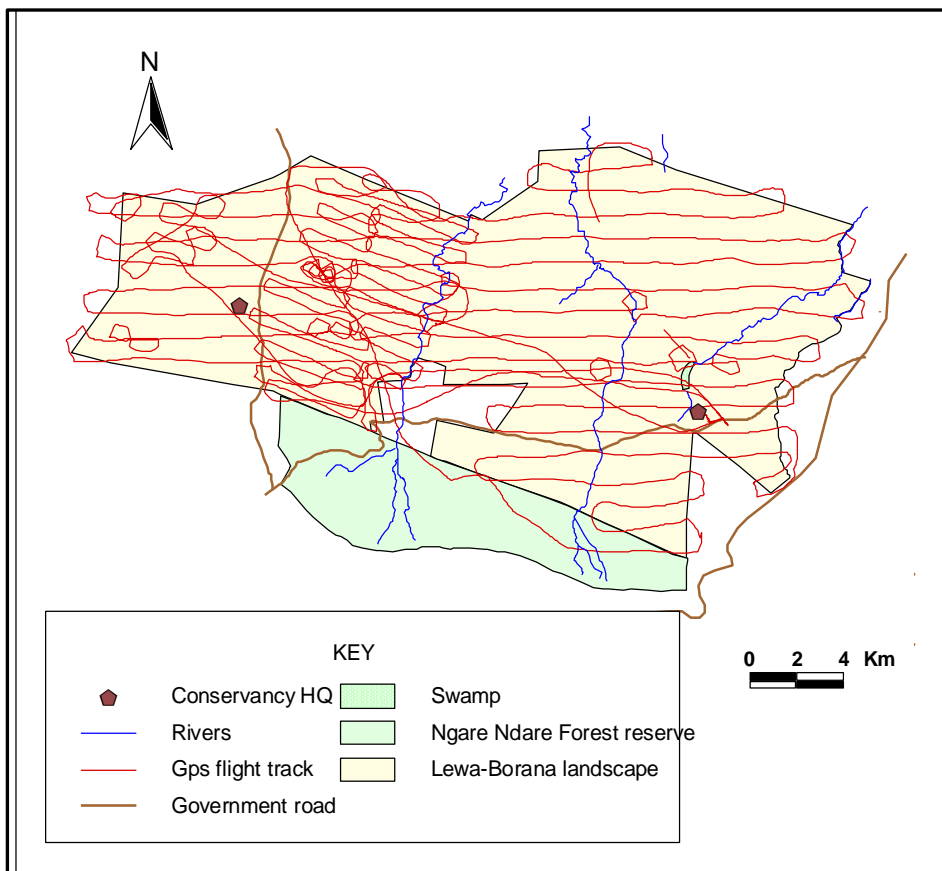 N
0 2 4 Km
KEY
Conservancy HQ
Rivers
Gps flight track
Government road
Swamp
Ngare Ndare Forest reserve
Lewa-Borana landscape